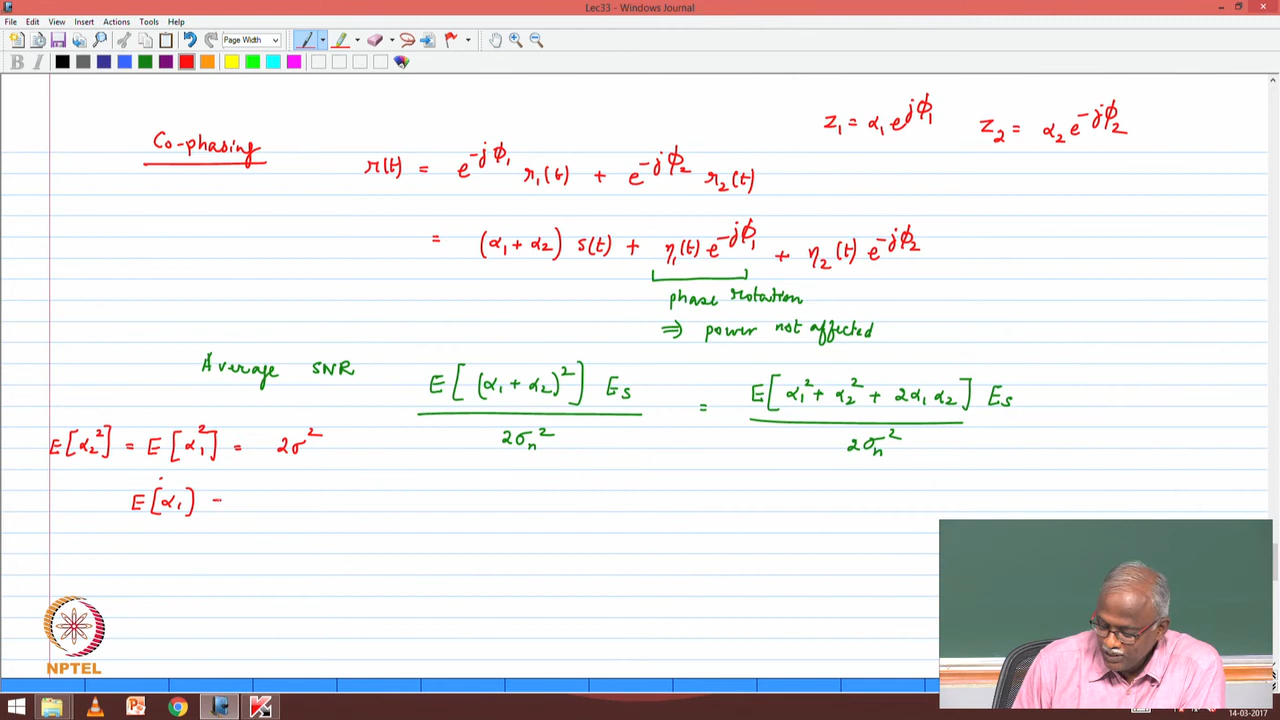 Lec33 - Windows Journal
File Edit View Insert Actions Tools Help
Page Width
B I
z₁ = α₁ e^{jϕ₁} z₂ = α₂ e^{-jϕ₂}
Co-phasing
r(t) = e^{-jϕ₁} r₁(t) + e^{-jϕ₂} r₂(t)
= (α₁ + α₂) s(t) + η₁(t) e^{-jϕ₁} + η₂(t) e^{-jϕ₂}
phase rotation
⇒ power not affected
Average SNR E[(α₁ + α₂)²] Es / 2σₙ² = E[α₁² + α₂² + 2α₁α₂] Es / 2σₙ²
E[α₂²] = E[α₁²] = 2σ²
E[α₁] -
NPTEL
14-03-2017